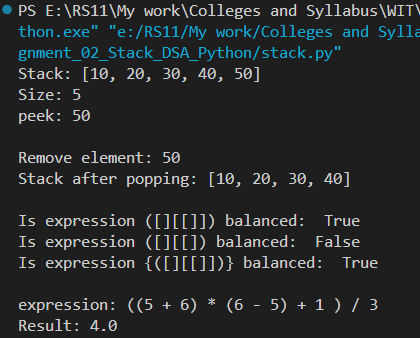 PS E:\RS11\My work\Colleges and Syllabus\WIT\
thon.exe" "e:/RS11/My work/Colleges and Sylla
gnment_02_Stack_DSA_Python/stack.py"
Stack: [10, 20, 30, 40, 50]
Size: 5
peek: 50
Remove element: 50
Stack after popping: [10, 20, 30, 40]
Is expression ([][[]]) balanced:  True
Is expression ([][[]) balanced:  False
Is expression {([][[]])} balanced:  True
expression: ((5 + 6) * (6 - 5) + 1 ) / 3
Result: 4.0